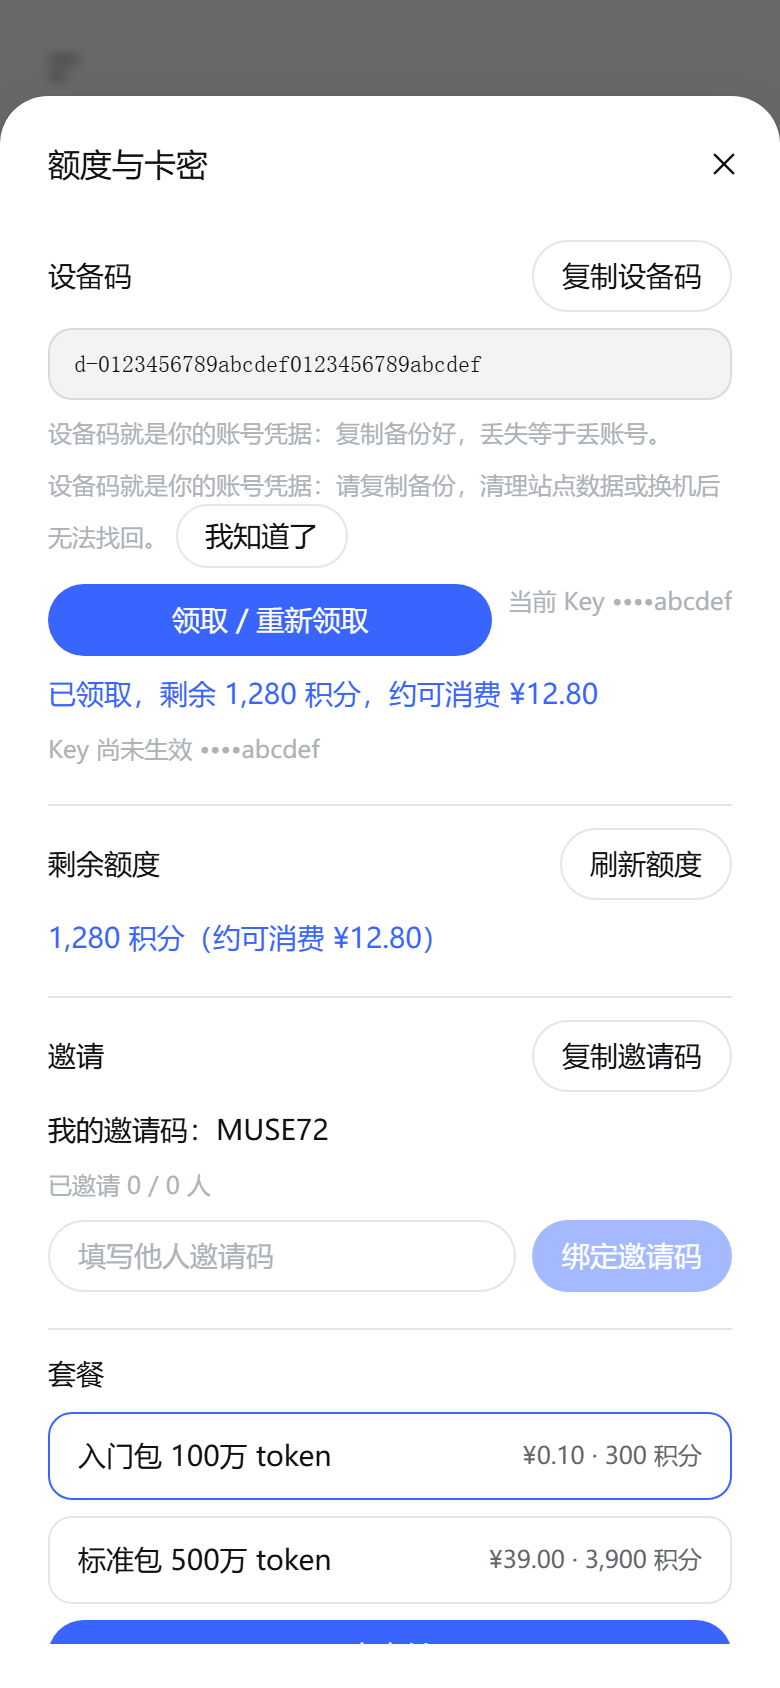 额度与卡密
设备码
复制设备码
d-0123456789abcdef0123456789abcdef
设备码就是你的账号凭据：复制备份好，丢失等于丢账号。
设备码就是你的账号凭据：请复制备份，清理站点数据或换机后
无法找回。
我知道了
领取 / 重新领取
当前 Key ••••abcdef
已领取，剩余 1,280 积分，约可消费 ¥12.80
Key 尚未生效 ••••abcdef
剩余额度
刷新额度
1,280 积分（约可消费 ¥12.80）
邀请
复制邀请码
我的邀请码：MUSE72
已邀请 0 / 0 人
填写他人邀请码
绑定邀请码
套餐
入门包 100万 token
¥0.10 · 300 积分
标准包 500万 token
¥39.00 · 3,900 积分